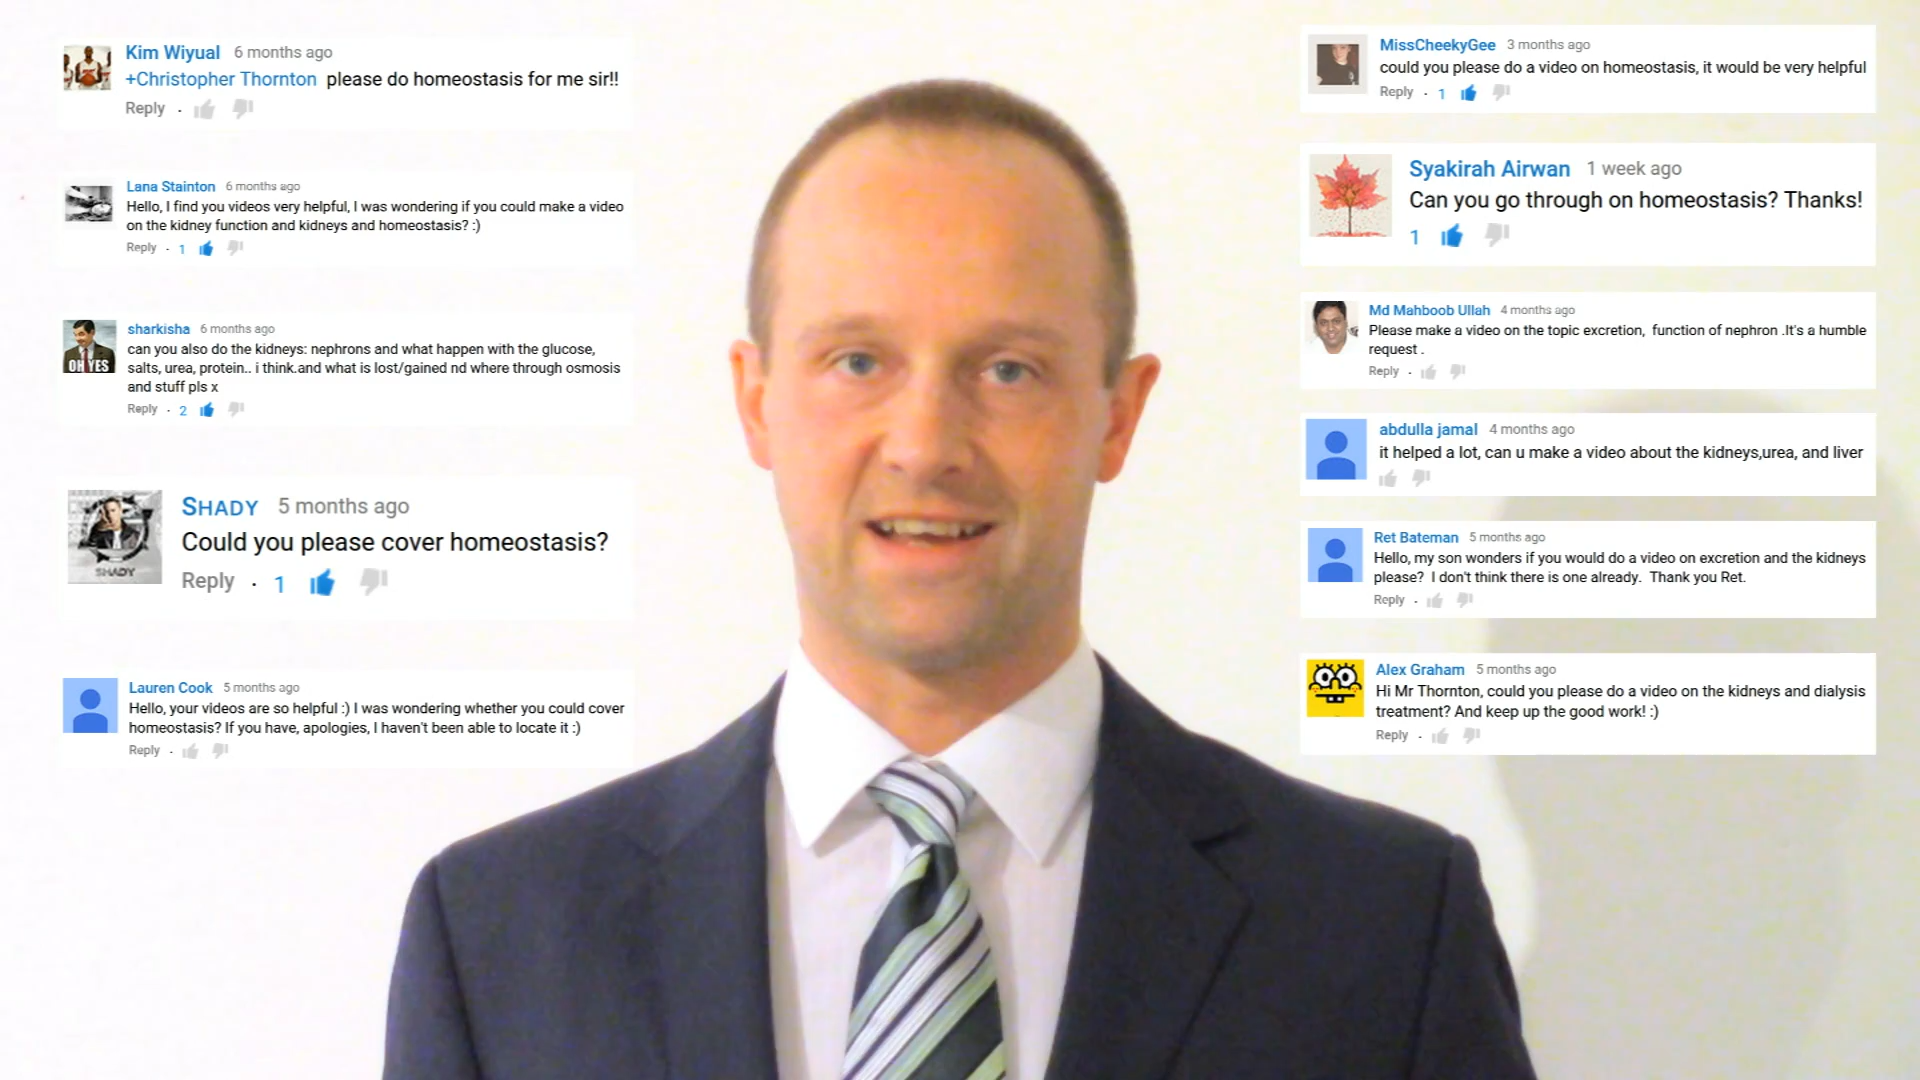 Kim Wiyual 6 months ago
+Christopher Thornton please do homeostasis for me sir!!
Reply
Lana Stainton 6 months ago
Hello, I find you videos very helpful, I was wondering if you could make a video
on the kidney function and kidneys and homeostasis? :)
Reply · 1
OH YES
sharkisha 6 months ago
can you also do the kidneys: nephrons and what happen with the glucose,
salts, urea, protein.. i think.and what is lost/gained nd where through osmosis
and stuff pls x
Reply · 2
SHADY
SHADY 5 months ago
Could you please cover homeostasis?
Reply · 1
Lauren Cook 5 months ago
Hello, your videos are so helpful :) I was wondering whether you could cover
homeostasis? If you have, apologies, I haven't been able to locate it :)
Reply ·
MissCheekyGee 3 months ago
could you please do a video on homeostasis, it would be very helpful
Reply · 1
Syakirah Airwan 1 week ago
Can you go through on homeostasis? Thanks!
1
Md Mahboob Ullah 4 months ago
Please make a video on the topic excretion, function of nephron .It's a humble
request .
Reply ·
abdulla jamal 4 months ago
it helped a lot, can u make a video about the kidneys,urea, and liver
Ret Bateman 5 months ago
Hello, my son wonders if you would do a video on excretion and the kidneys
please? I don't think there is one already. Thank you Ret.
Reply ·
Alex Graham 5 months ago
Hi Mr Thornton, could you please do a video on the kidneys and dialysis
treatment? And keep up the good work! :)
Reply ·